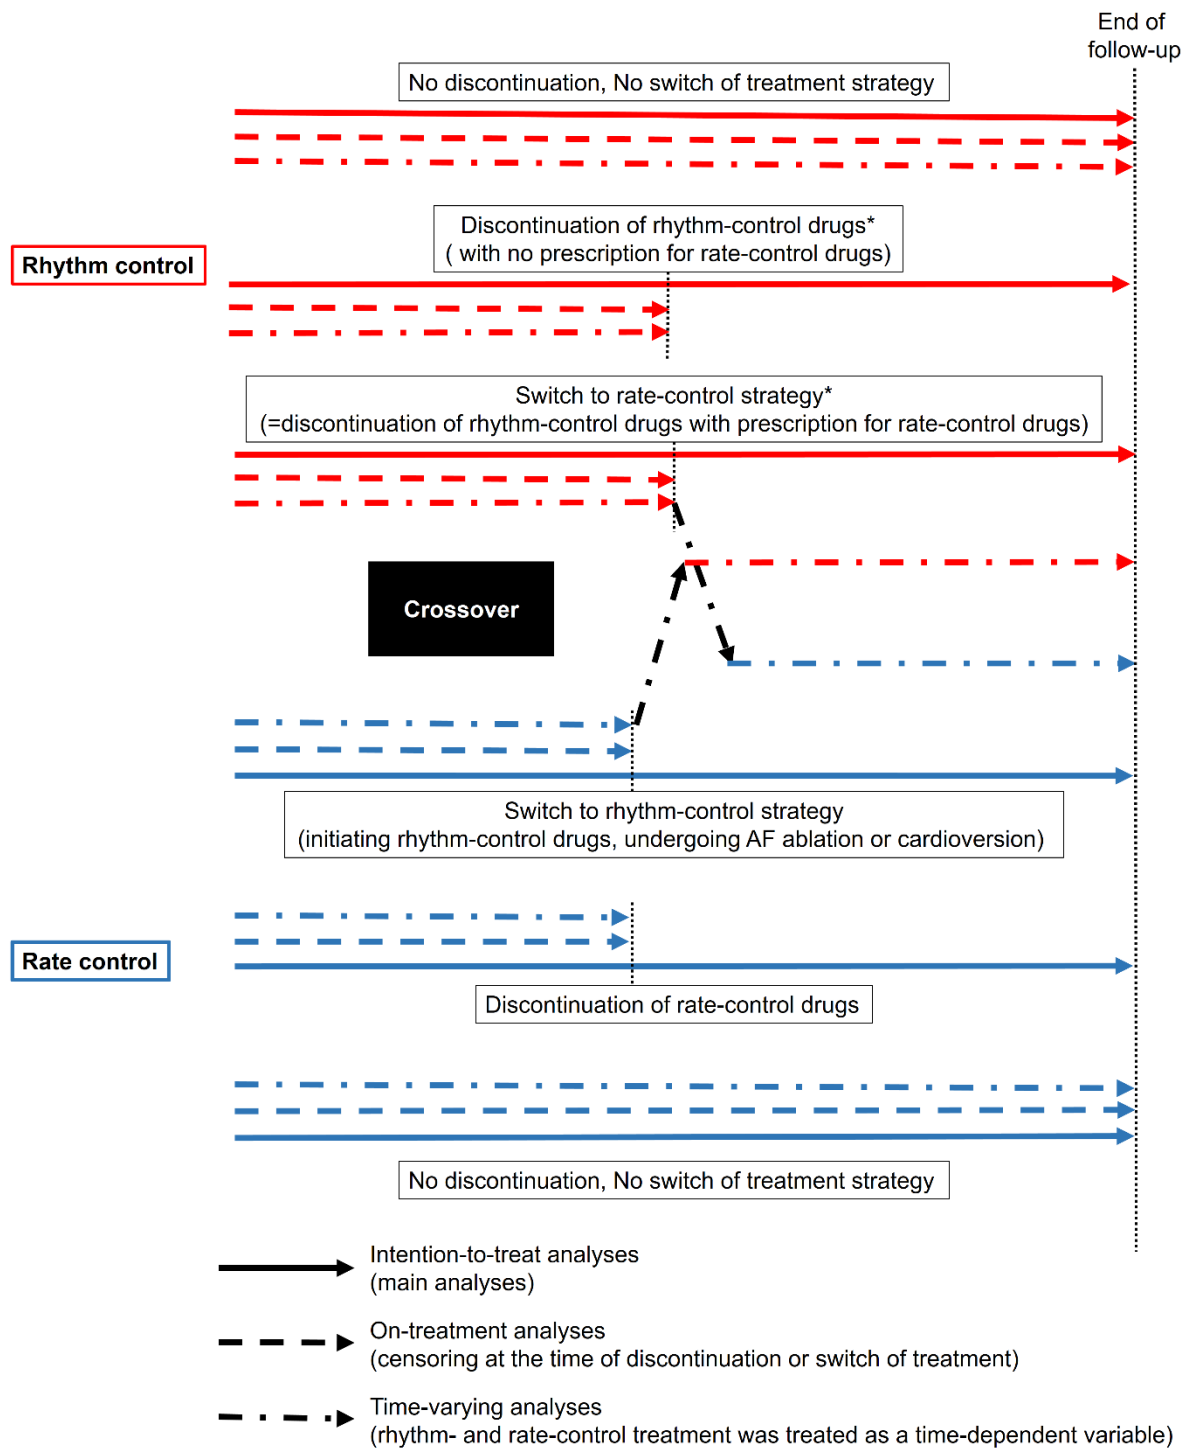 End of
follow-up
No discontinuation, No switch of treatment strategy
Discontinuation of rhythm-control drugs*
( with no prescription for rate-control drugs)
Rhythm control
Switch to rate-control strategy*
(=discontinuation of rhythm-control drugs with prescription for rate-control drugs)
Crossover
Switch to rhythm-control strategy
(initiating rhythm-control drugs, undergoing AF ablation or cardioversion)
Rate control
Discontinuation of rate-control drugs
No discontinuation, No switch of treatment strategy
Intention-to-treat analyses
(main analyses)
On-treatment analyses
(censoring at the time of discontinuation or switch of treatment)
Time-varying analyses
(rhythm- and rate-control treatment was treated as a time-dependent variable)